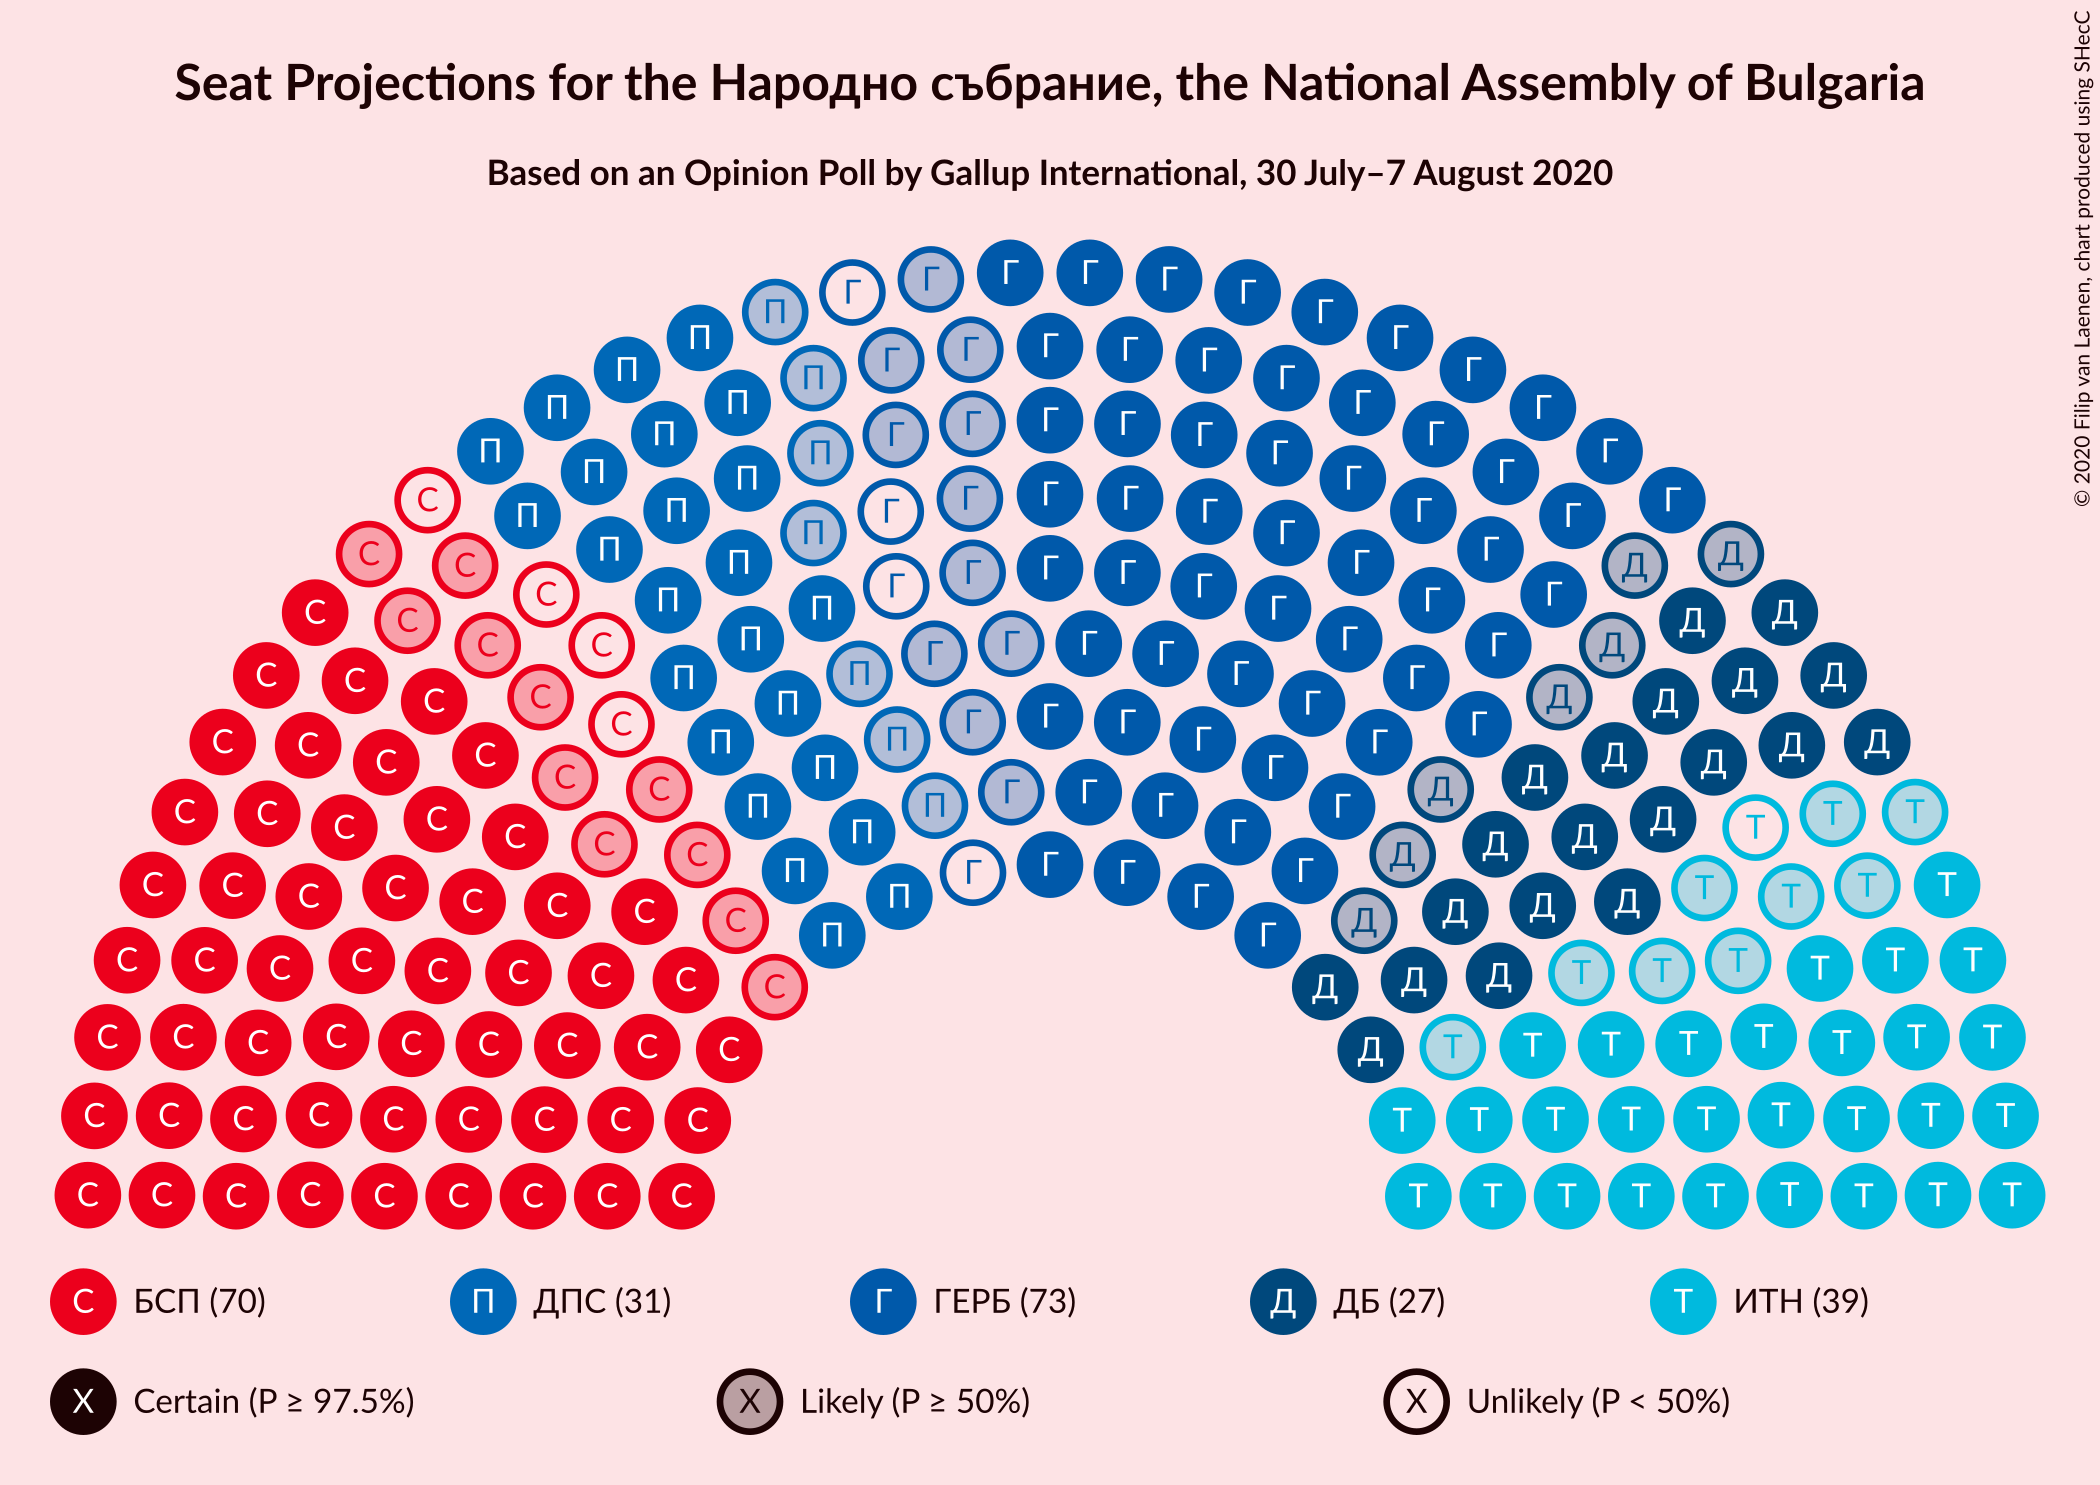 Seat Projections for the Народно събрание, the National Assembly of Bulgaria
Based on an Opinion Poll by Gallup International, 30 July–7 August 2020
© 2020 Filip van Laenen, chart produced using SHecC
С БСП (70)
П ДПС (31)
Г ГЕРБ (73)
Д ДБ (27)
Т ИТН (39)
X Certain (P ≥ 97.5%)
X Likely (P ≥ 50%)
X Unlikely (P < 50%)